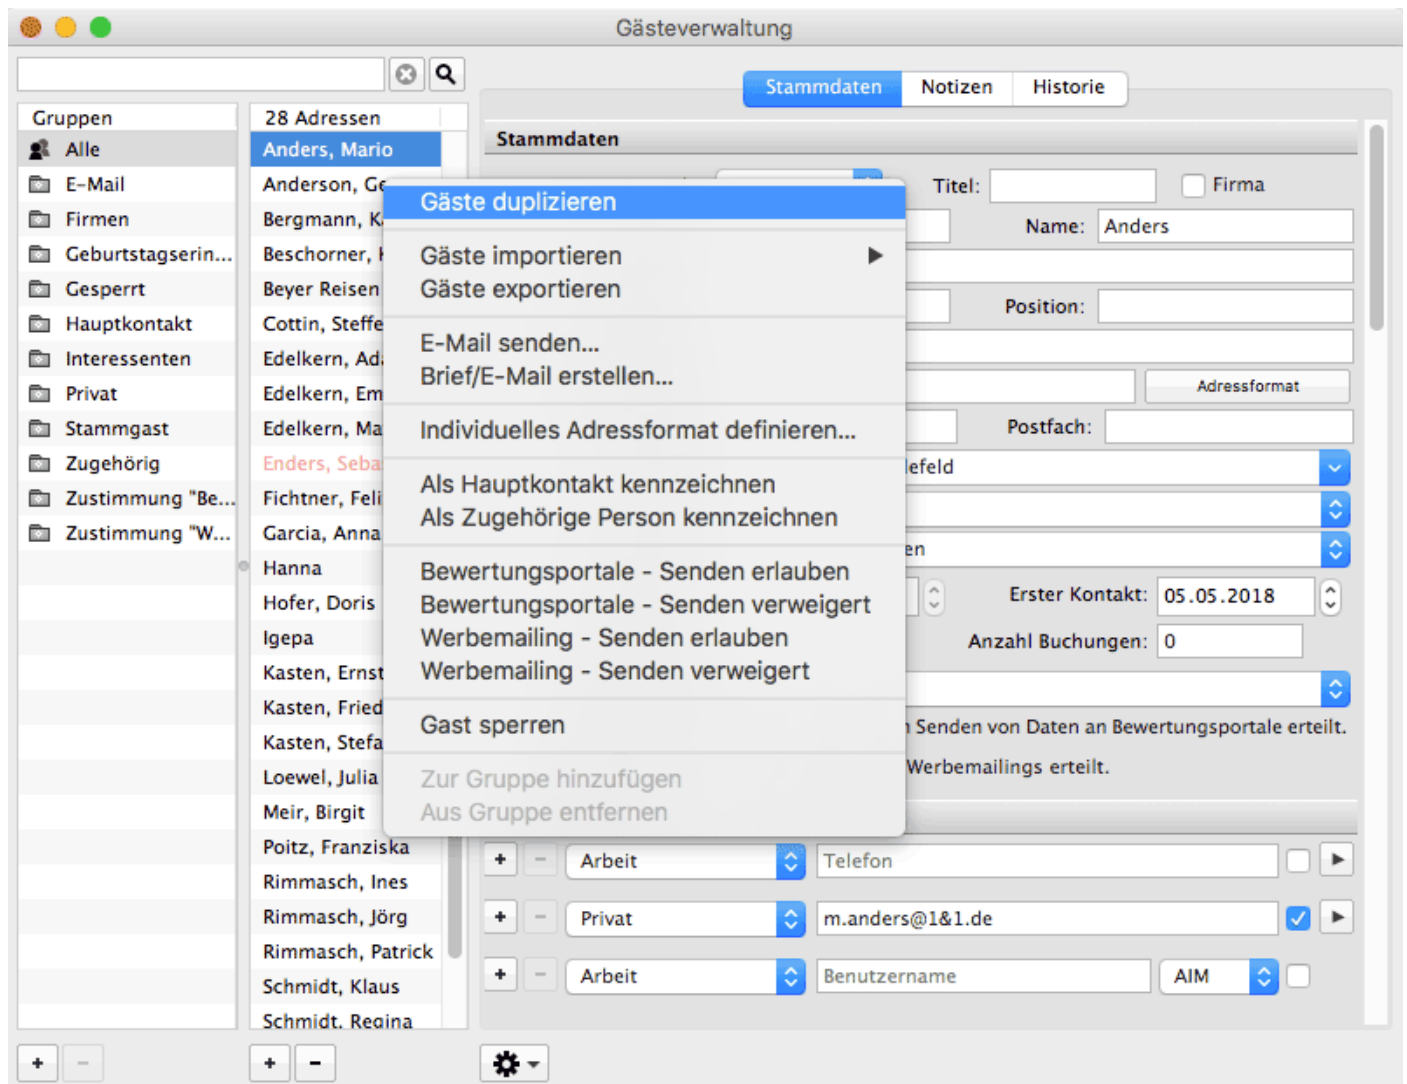 Gästeverwaltung
Stammdaten Notizen Historie
Gruppen
Alle
E-Mail
Firmen
Geburtstagserin...
Gesperrt
Hauptkontakt
Interessenten
Privat
Stammgast
Zugehörig
Zustimmung "Be...
Zustimmung "W...
28 Adressen
Anders, Mario
Anderson, Ge
Bergmann, K
Beschorner,
Beyer Reisen
Cottin, Steffe
Edelkern, Ad
Edelkern, Em
Edelkern, Ma
Enders, Seba
Fichtner, Feli
Garcia, Anna
Hanna
Hofer, Doris
Igepa
Kasten, Ernst
Kasten, Fried
Kasten, Stefa
Loewel, Julia
Meir, Birgit
Poitz, Franziska
Rimmasch, Ines
Rimmasch, Jörg
Rimmasch, Patrick
Schmidt, Klaus
Schmidt, Regina
Gäste duplizieren
Gäste importieren
Gäste exportieren
E-Mail senden...
Brief/E-Mail erstellen...
Individuelles Adressformat definieren...
Als Hauptkontakt kennzeichnen
Als Zugehörige Person kennzeichnen
Bewertungsportale - Senden erlauben
Bewertungsportale - Senden verweigert
Werbemailing - Senden erlauben
Werbemailing - Senden verweigert
Gast sperren
Zur Gruppe hinzufügen
Aus Gruppe entfernen
Stammdaten
Titel: Firma
Name: Anders
Position:
Adressformat
Postfach:
efeld
en
Erster Kontakt: 05.05.2018
Anzahl Buchungen: 0
Senden von Daten an Bewertungsportale erteilt.
Werbemailings erteilt.
Arbeit Telefon
Privat m.anders@1&1.de
Arbeit Benutzername AIM